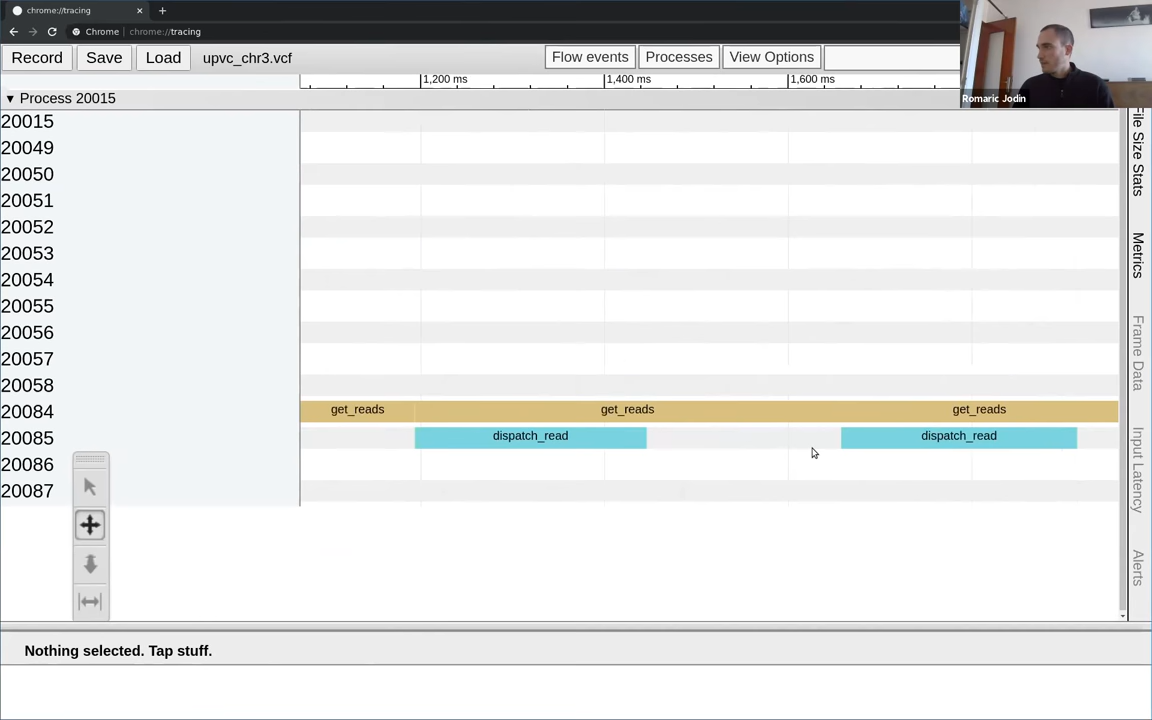 chrome://tracing
Chrome chrome://tracing
Record Save Load upvc_chr3.vcf Flow events Processes View Options
1,200 ms 1,400 ms 1,600 ms
Process 20015
20015
20049
20050
20051
20052
20053
20054
20055
20056
20057
20058
20084 get_reads get_reads get_reads
20085 dispatch_read dispatch_read
20086
20087
Romaric Jodin
File Size Stats
Metrics
Frame Data
Input Latency
Alerts
Nothing selected. Tap stuff.